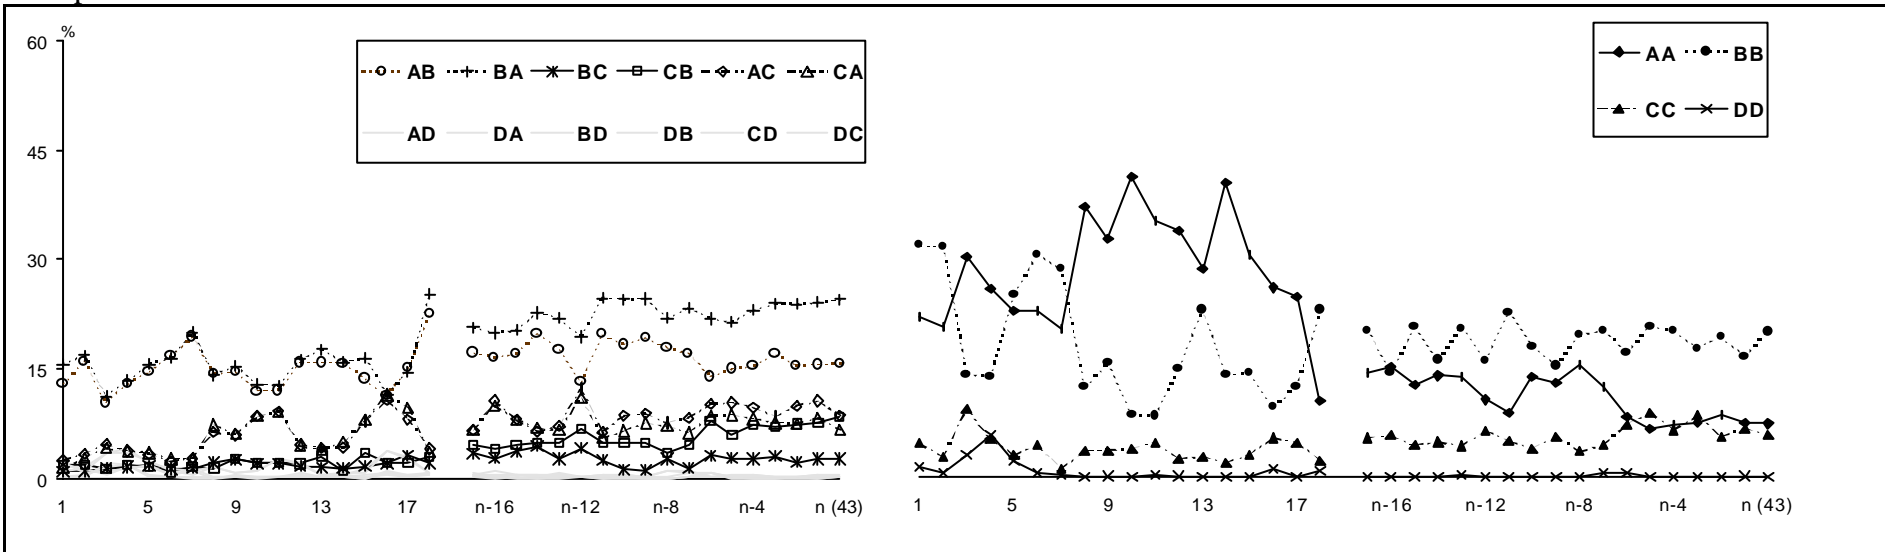 %
60
45
30
15
0
AB BA BC CB AC CA
AD DA BD DB CD DC
1 5 9 13 17 n-16 n-12 n-8 n-4 n (43)
AA BB
CC DD
1 5 9 13 17 n-16 n-12 n-8 n-4 n (43)